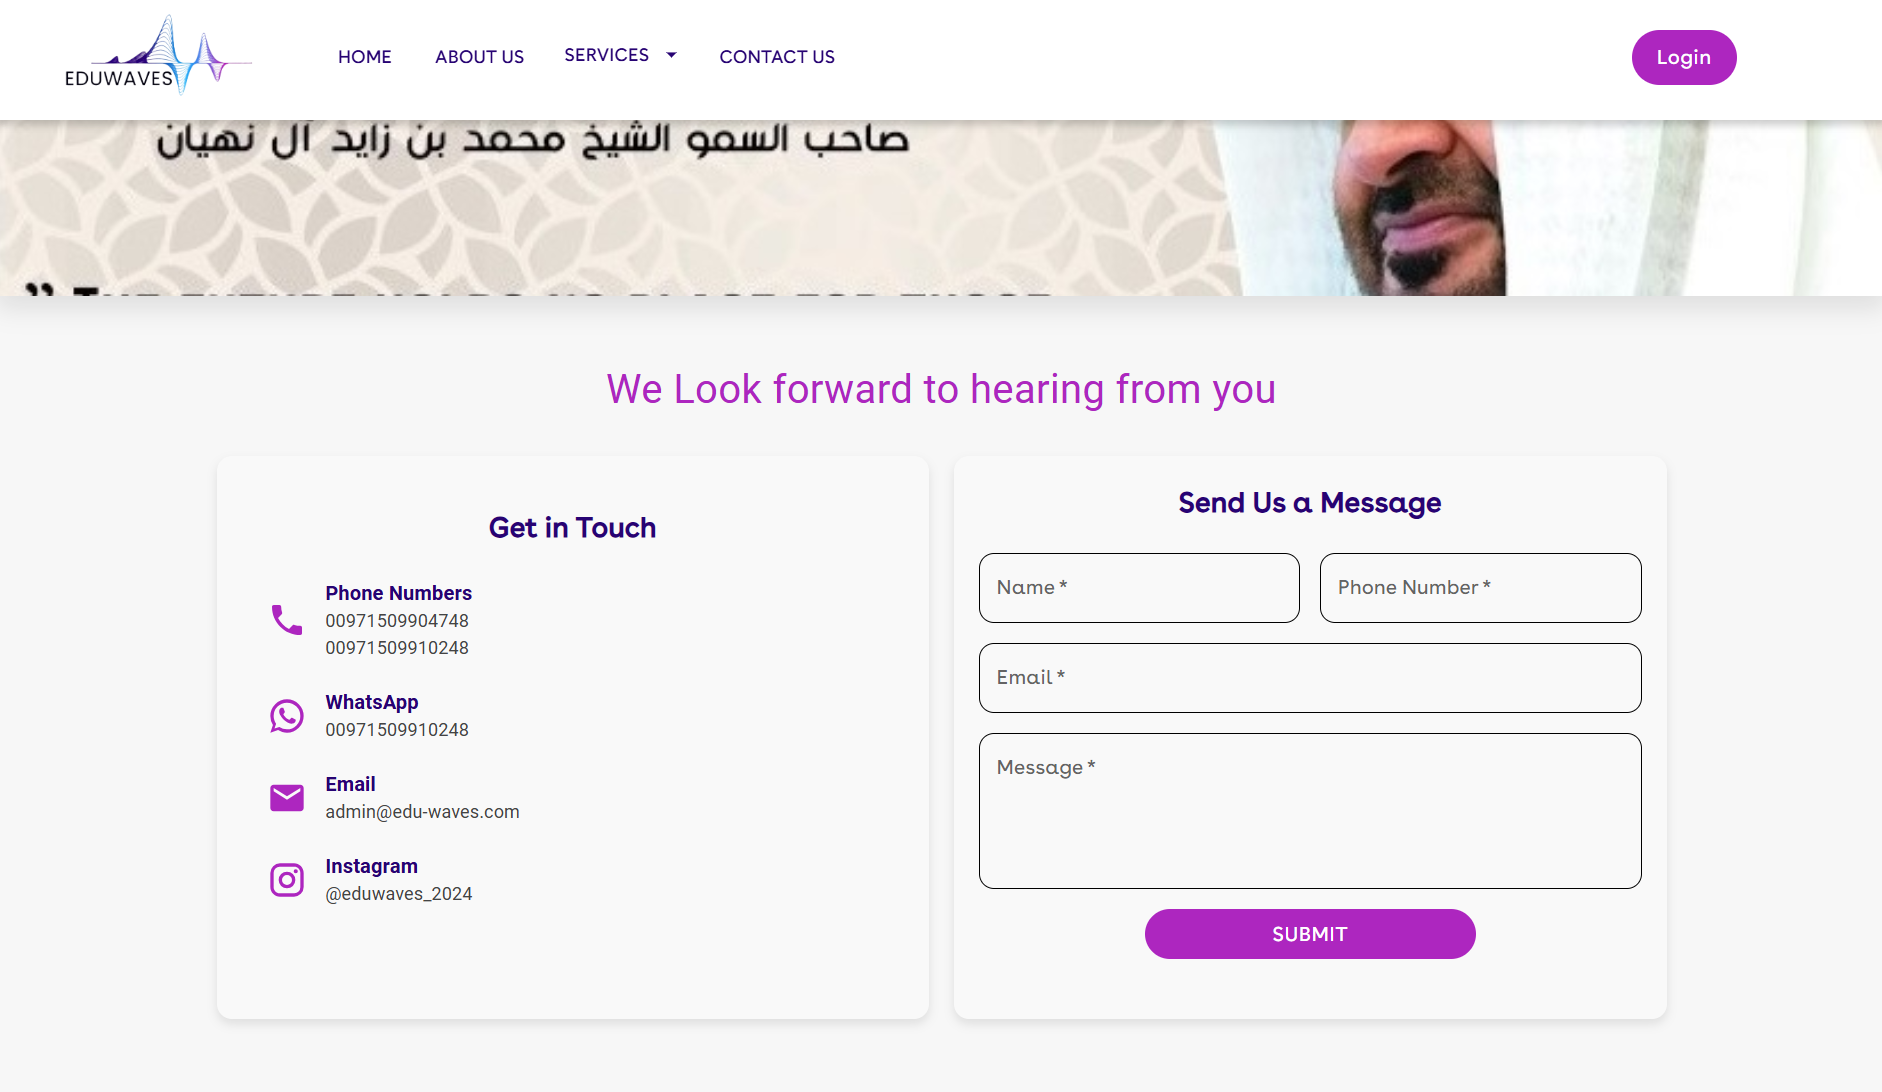 EDUWAVES
HOME
ABOUT US
SERVICES
CONTACT US
Login
صاحب السمو الشيخ محمد بن زايد آل نهيان
We Look forward to hearing from you
Get in Touch
Phone Numbers
00971509904748
00971509910248
WhatsApp
00971509910248
Email
admin@edu-waves.com
Instagram
@eduwaves_2024
Send Us a Message
Name *
Phone Number *
Email *
Message *
SUBMIT